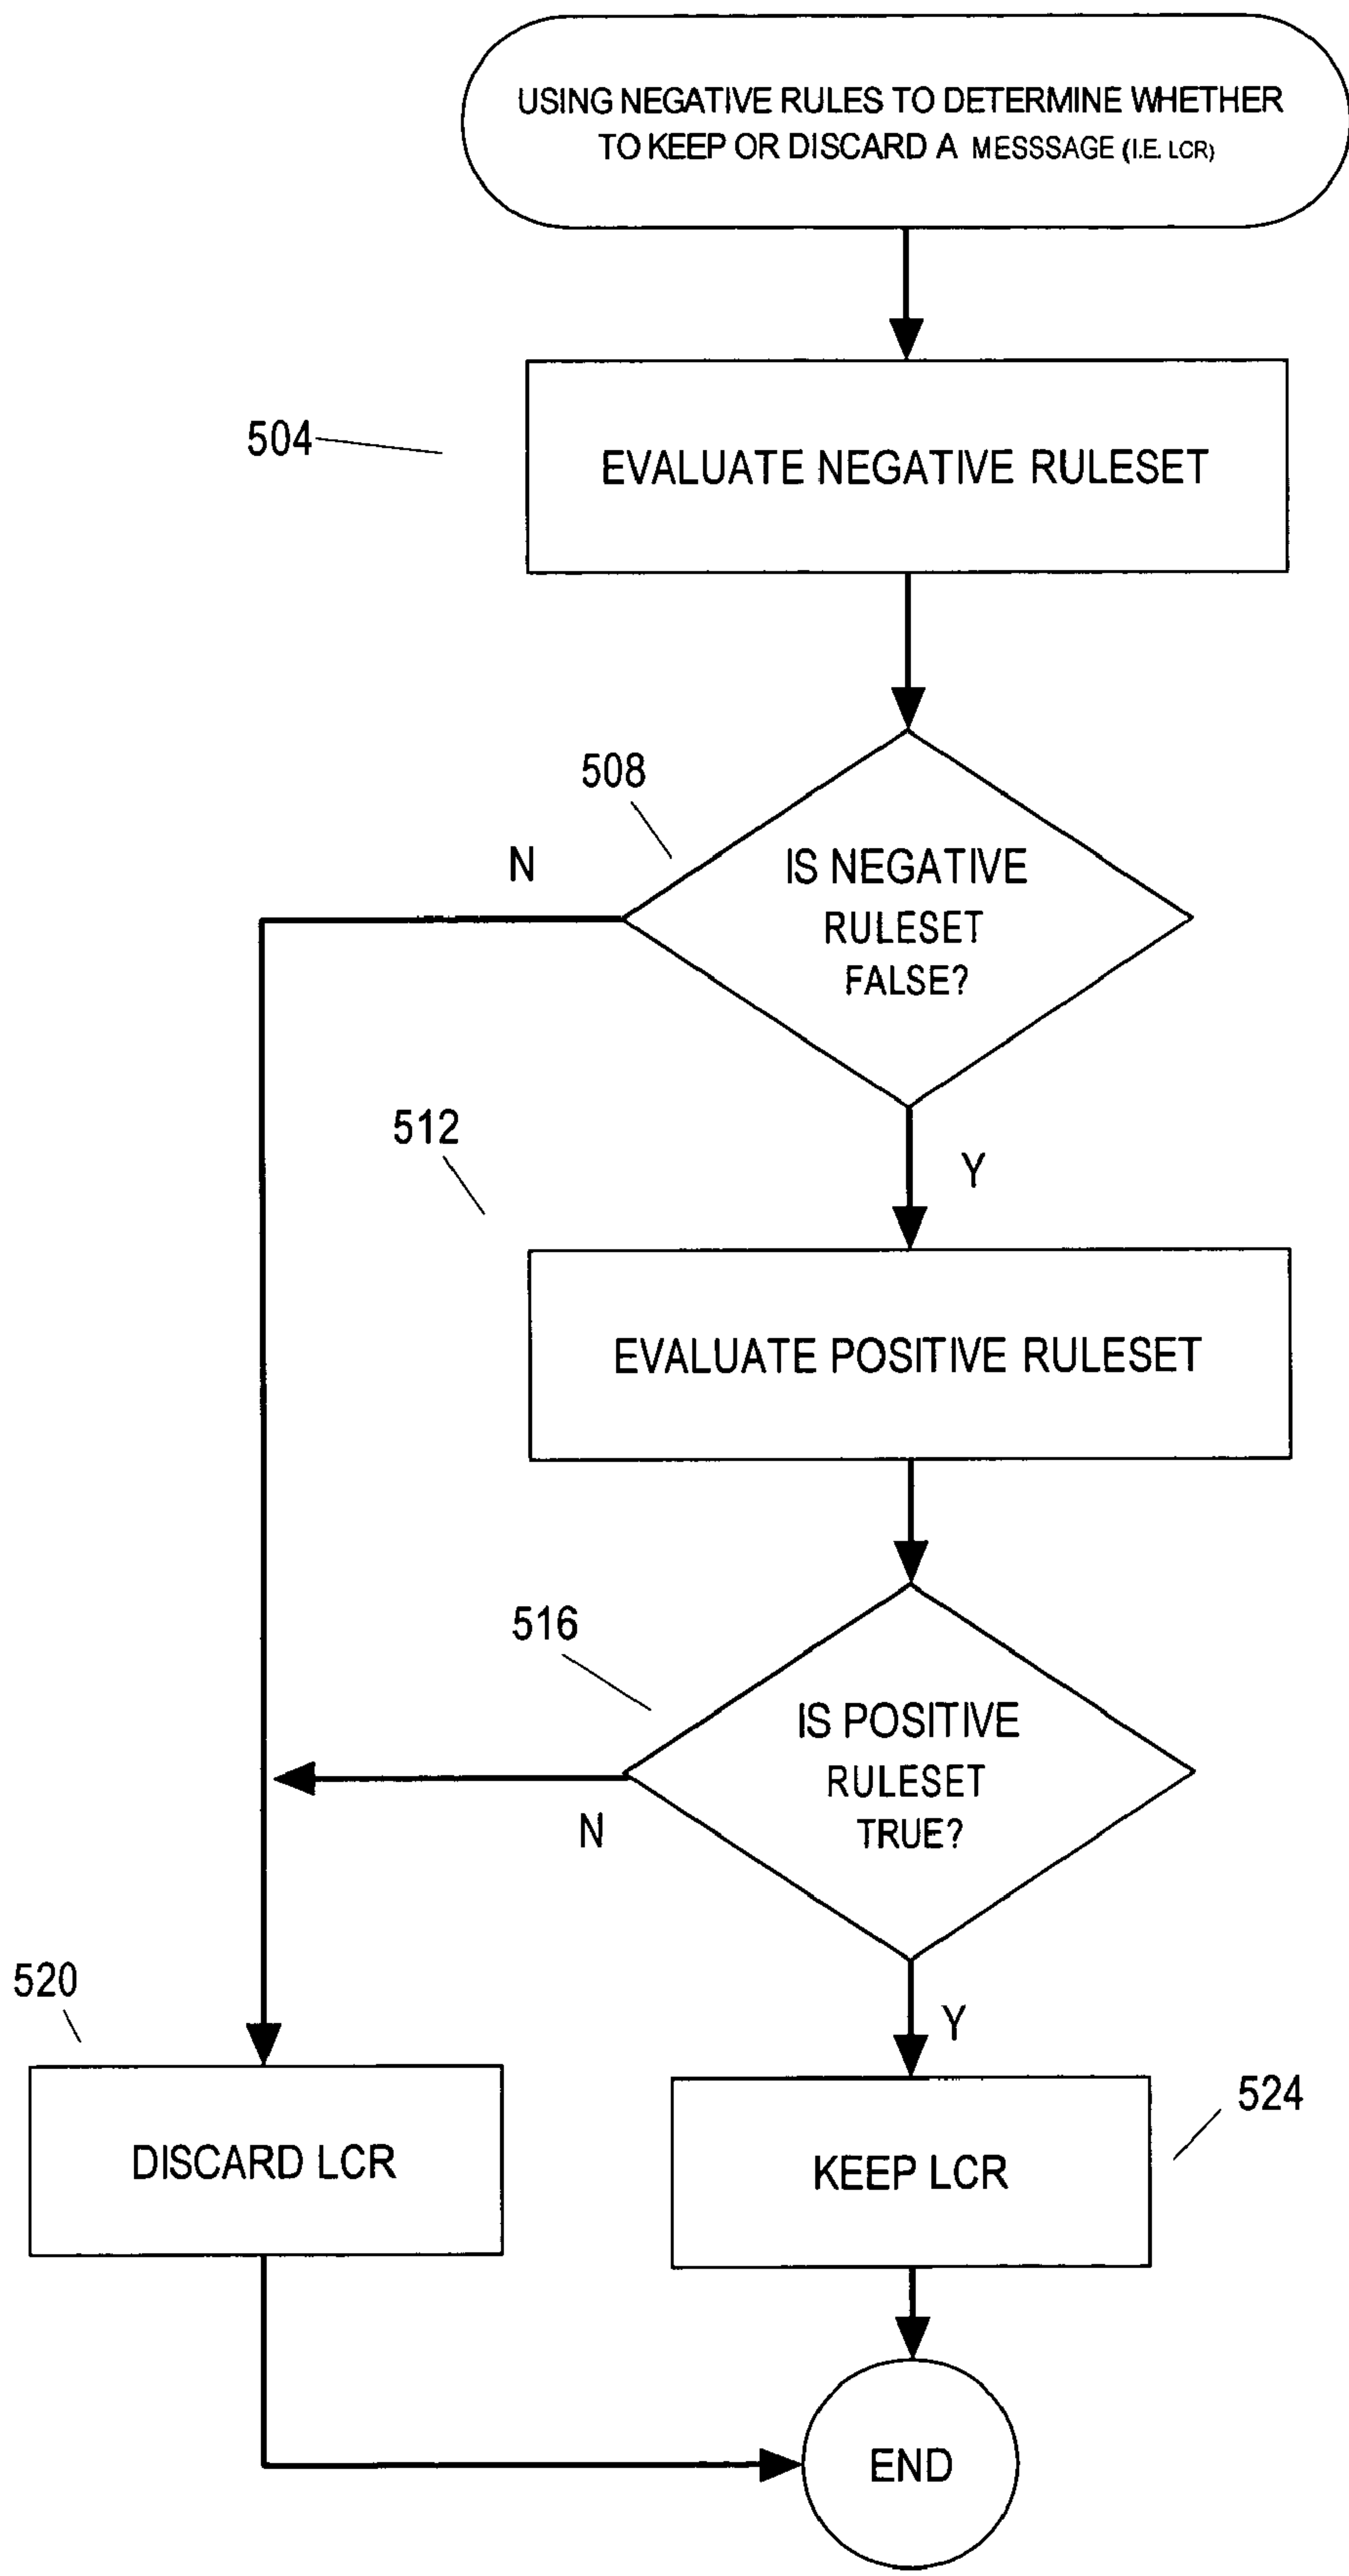 USING NEGATIVE RULES TO DETERMINE WHETHER
TO KEEP OR DISCARD A MESSSAGE (I.E. LCR)
504
EVALUATE NEGATIVE RULESET
508
N
IS NEGATIVE
RULESET
FALSE?
512
Y
EVALUATE POSITIVE RULESET
516
IS POSITIVE
RULESET
TRUE?
N
520
Y
524
DISCARD LCR
KEEP LCR
END